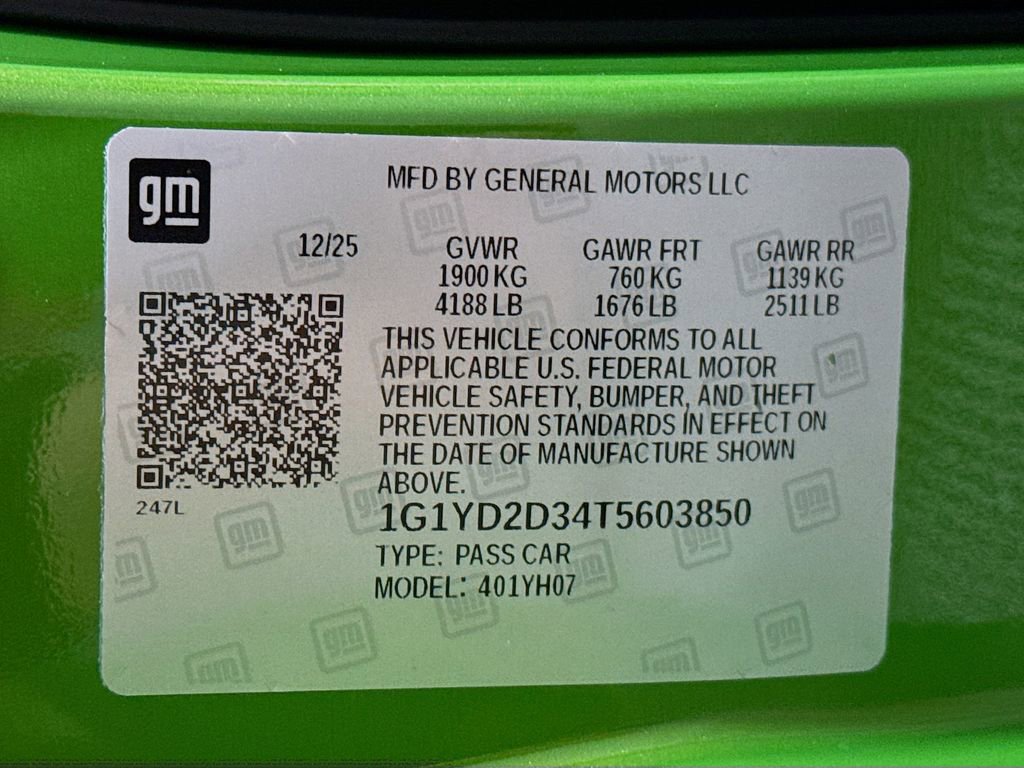 gm
MFD BY GENERAL MOTORS LLC
12/25 GVWR GAWR FRT GAWR RR
1900 KG 760 KG 1139 KG
4188 LB 1676 LB 2511 LB
THIS VEHICLE CONFORMS TO ALL
APPLICABLE U.S. FEDERAL MOTOR
VEHICLE SAFETY, BUMPER, AND THEFT
PREVENTION STANDARDS IN EFFECT ON
THE DATE OF MANUFACTURE SHOWN
ABOVE.
247L
1G1YD2D34T5603850
TYPE: PASS CAR
MODEL: 401YH07